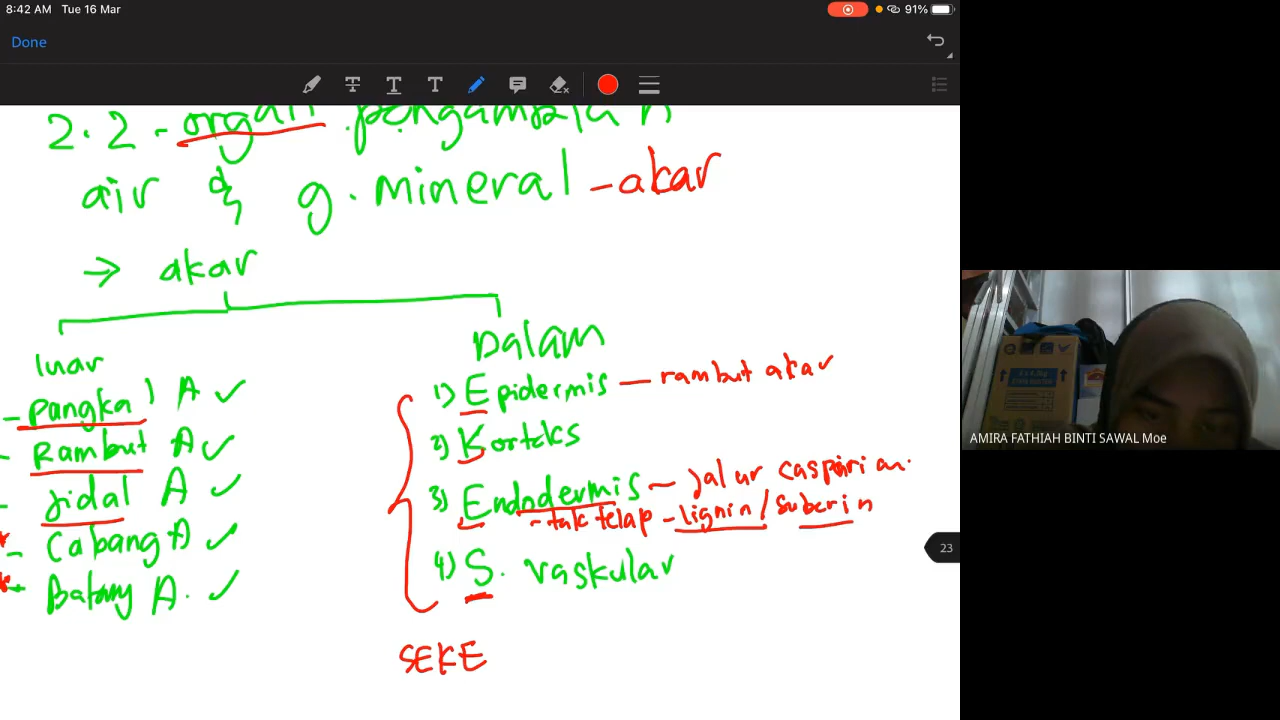 8:42 AM Tue 16 Mar
91%
Done
2.2 - organ pengambilan
air & g. mineral - akar
→ akar
luar
- Pangkal A ✓
- Rambut A ✓
- Jidal A ✓
- Cabang A ✓
- Batang A. ✓
Dalam
1) Epidermis — rambut akar
2) Korteks
3) Endodermis — jalur casparian.
- tak telap - lignin / suberin
4) S. vaskular
SEKE
23
AMIRA FATHIAH BINTI SAWAL Moe